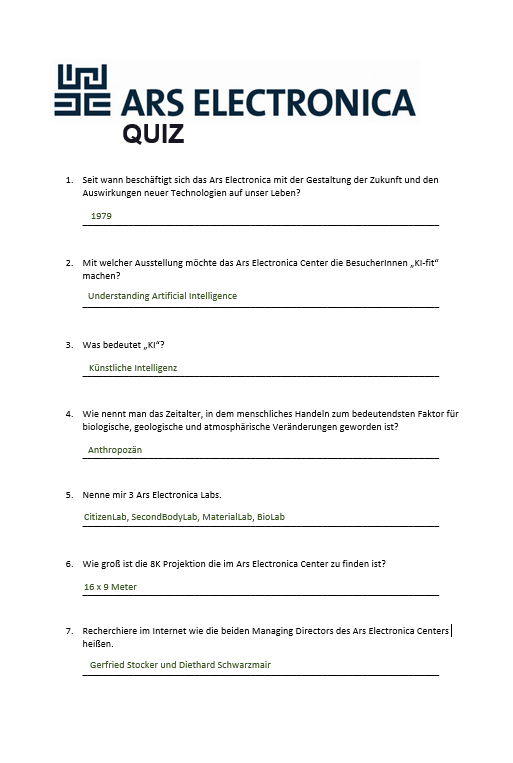 ARS ELECTRONICA
QUIZ
1. Seit wann beschäftigt sich das Ars Electronica mit der Gestaltung der Zukunft und den
Auswirkungen neuer Technologien auf unser Leben?
1979
2. Mit welcher Ausstellung möchte das Ars Electronica Center die BesucherInnen „KI-fit“
machen?
Understanding Artificial Intelligence
3. Was bedeutet „KI“?
Künstliche Intelligenz
4. Wie nennt man das Zeitalter, in dem menschliches Handeln zum bedeutendsten Faktor für
biologische, geologische und atmosphärische Veränderungen geworden ist?
Anthropozän
5. Nenne mir 3 Ars Electronica Labs.
CitizenLab, SecondBodyLab, MaterialLab, BioLab
6. Wie groß ist die 8K Projektion die im Ars Electronica Center zu finden ist?
16 x 9 Meter
7. Recherchiere im Internet wie die beiden Managing Directors des Ars Electronica Centers
heißen.
Gerfried Stocker und Diethard Schwarzmair